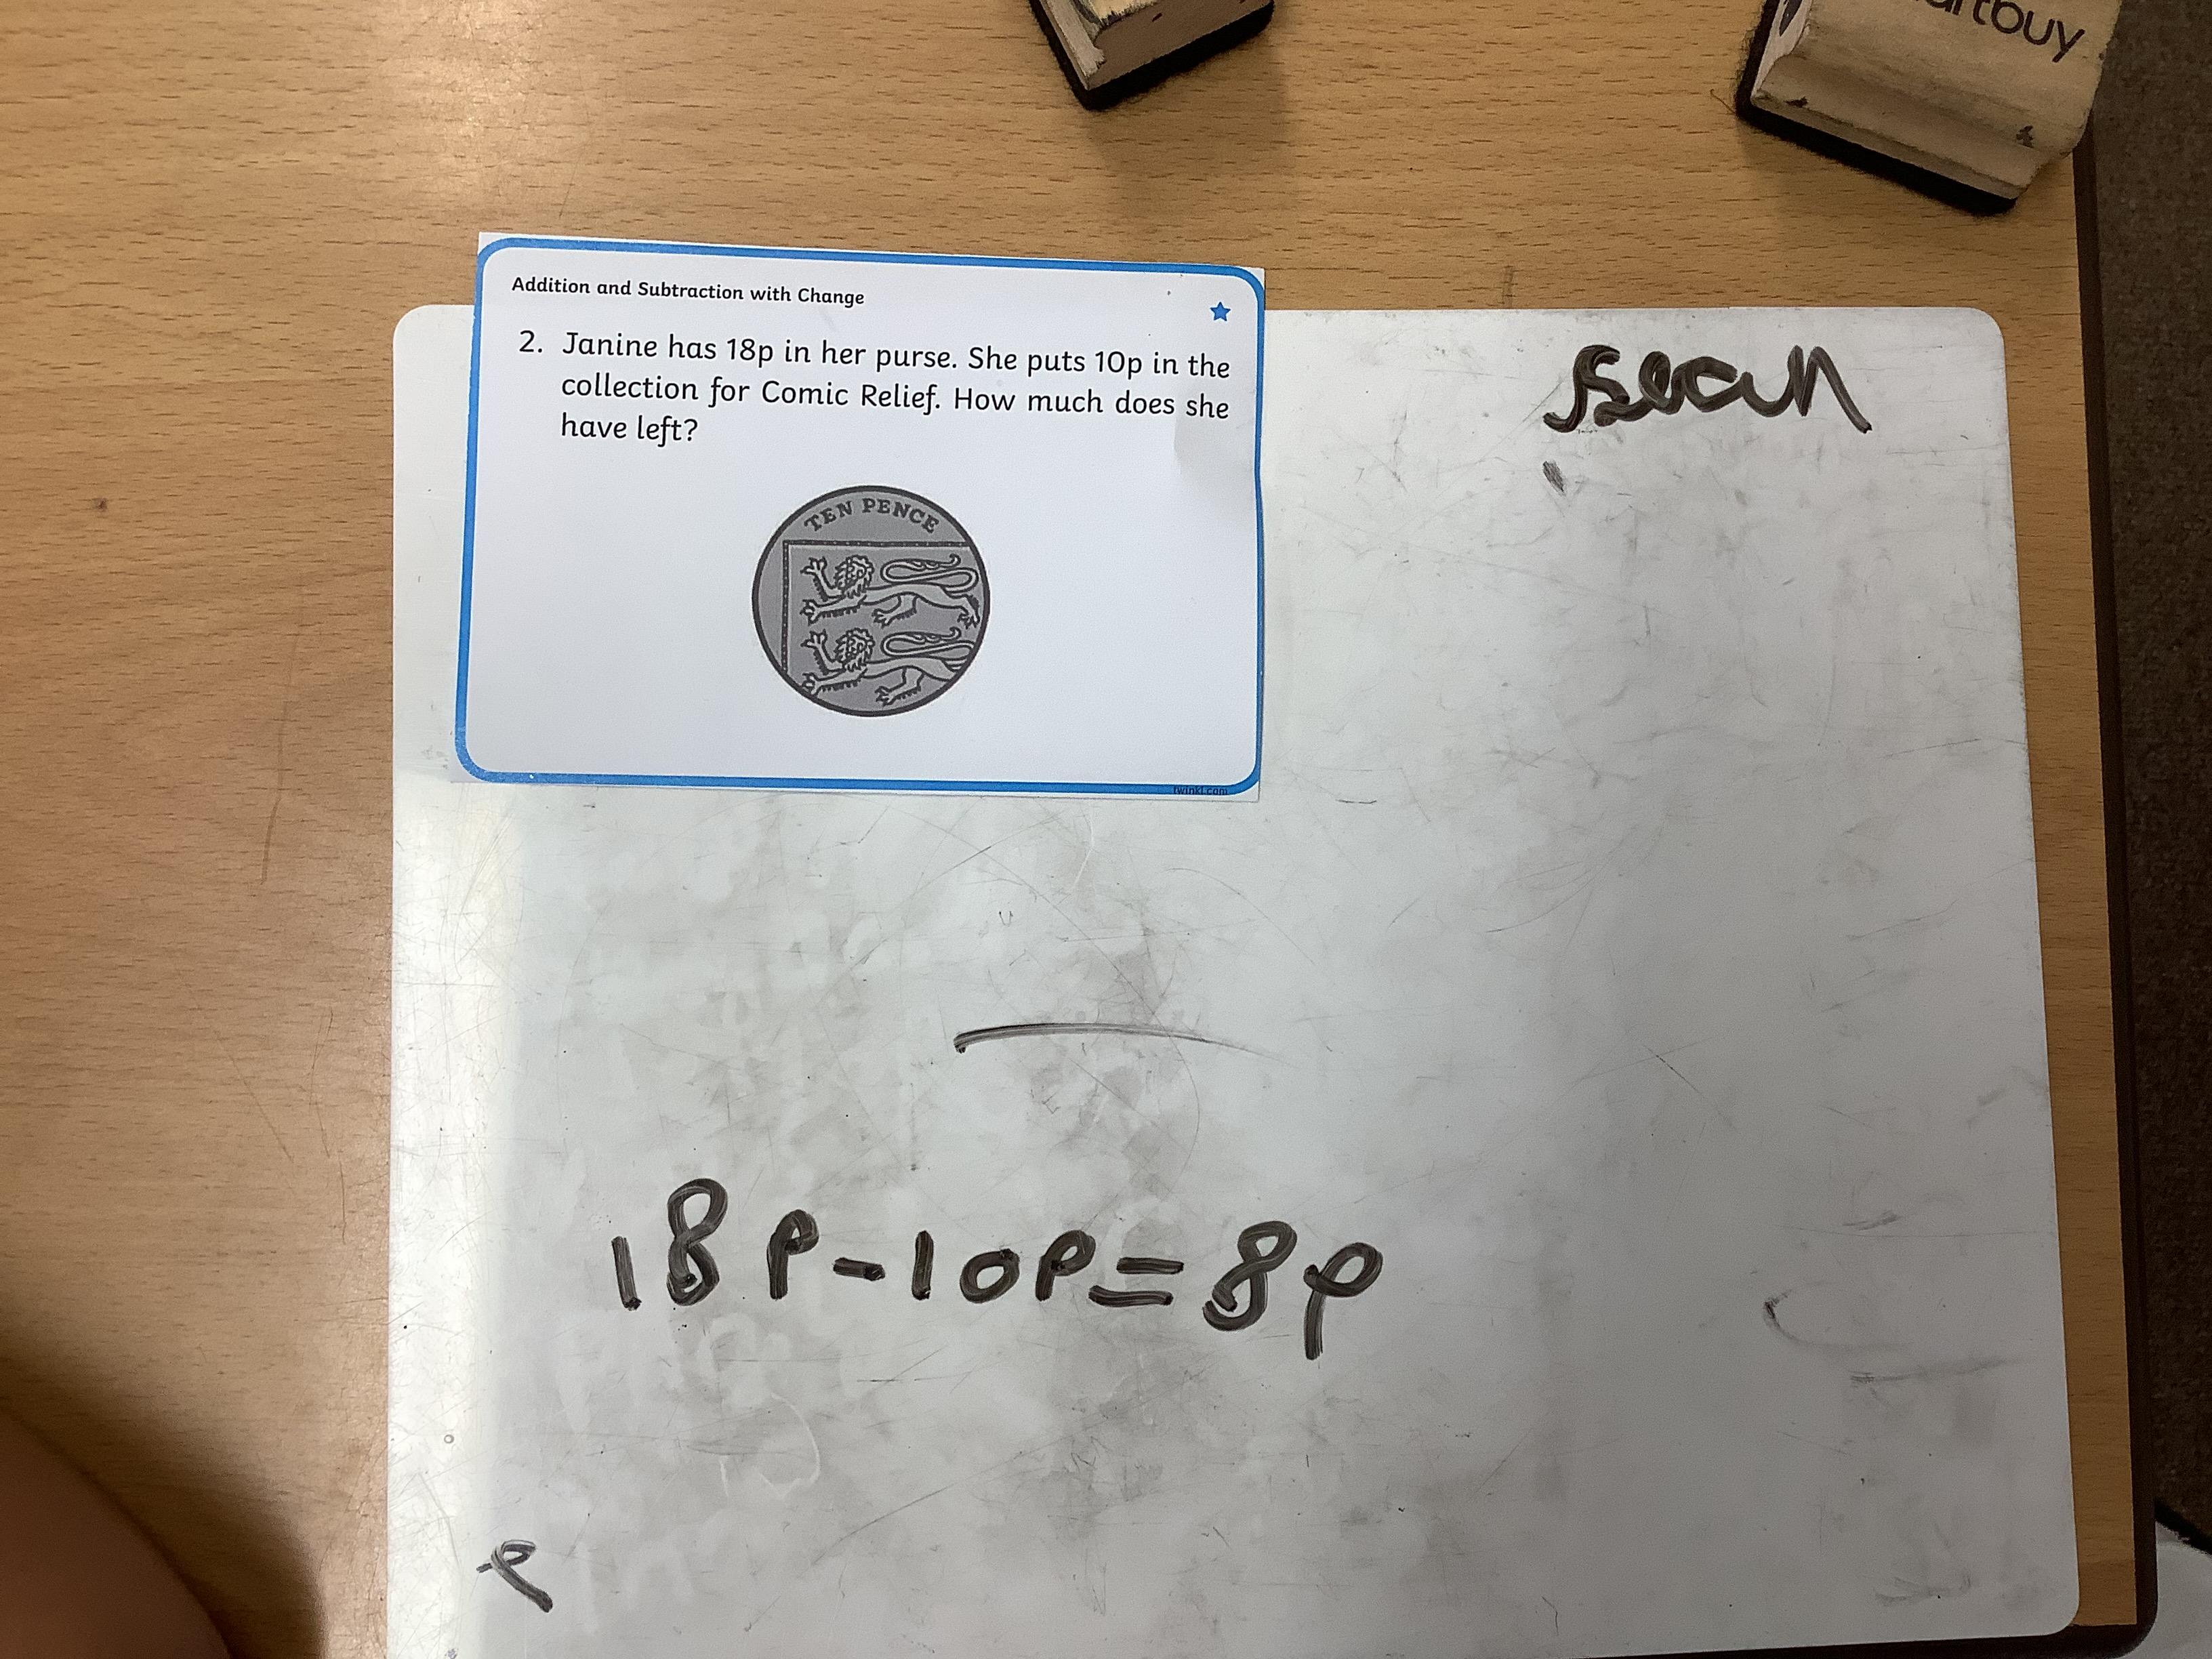 Addition and Subtraction with Change
2. Janine has 18p in her purse. She puts 10p in the
collection for Comic Relief. How much does she
have left?
TEN PENCE
twinkl.com
18p-10p=8p
p